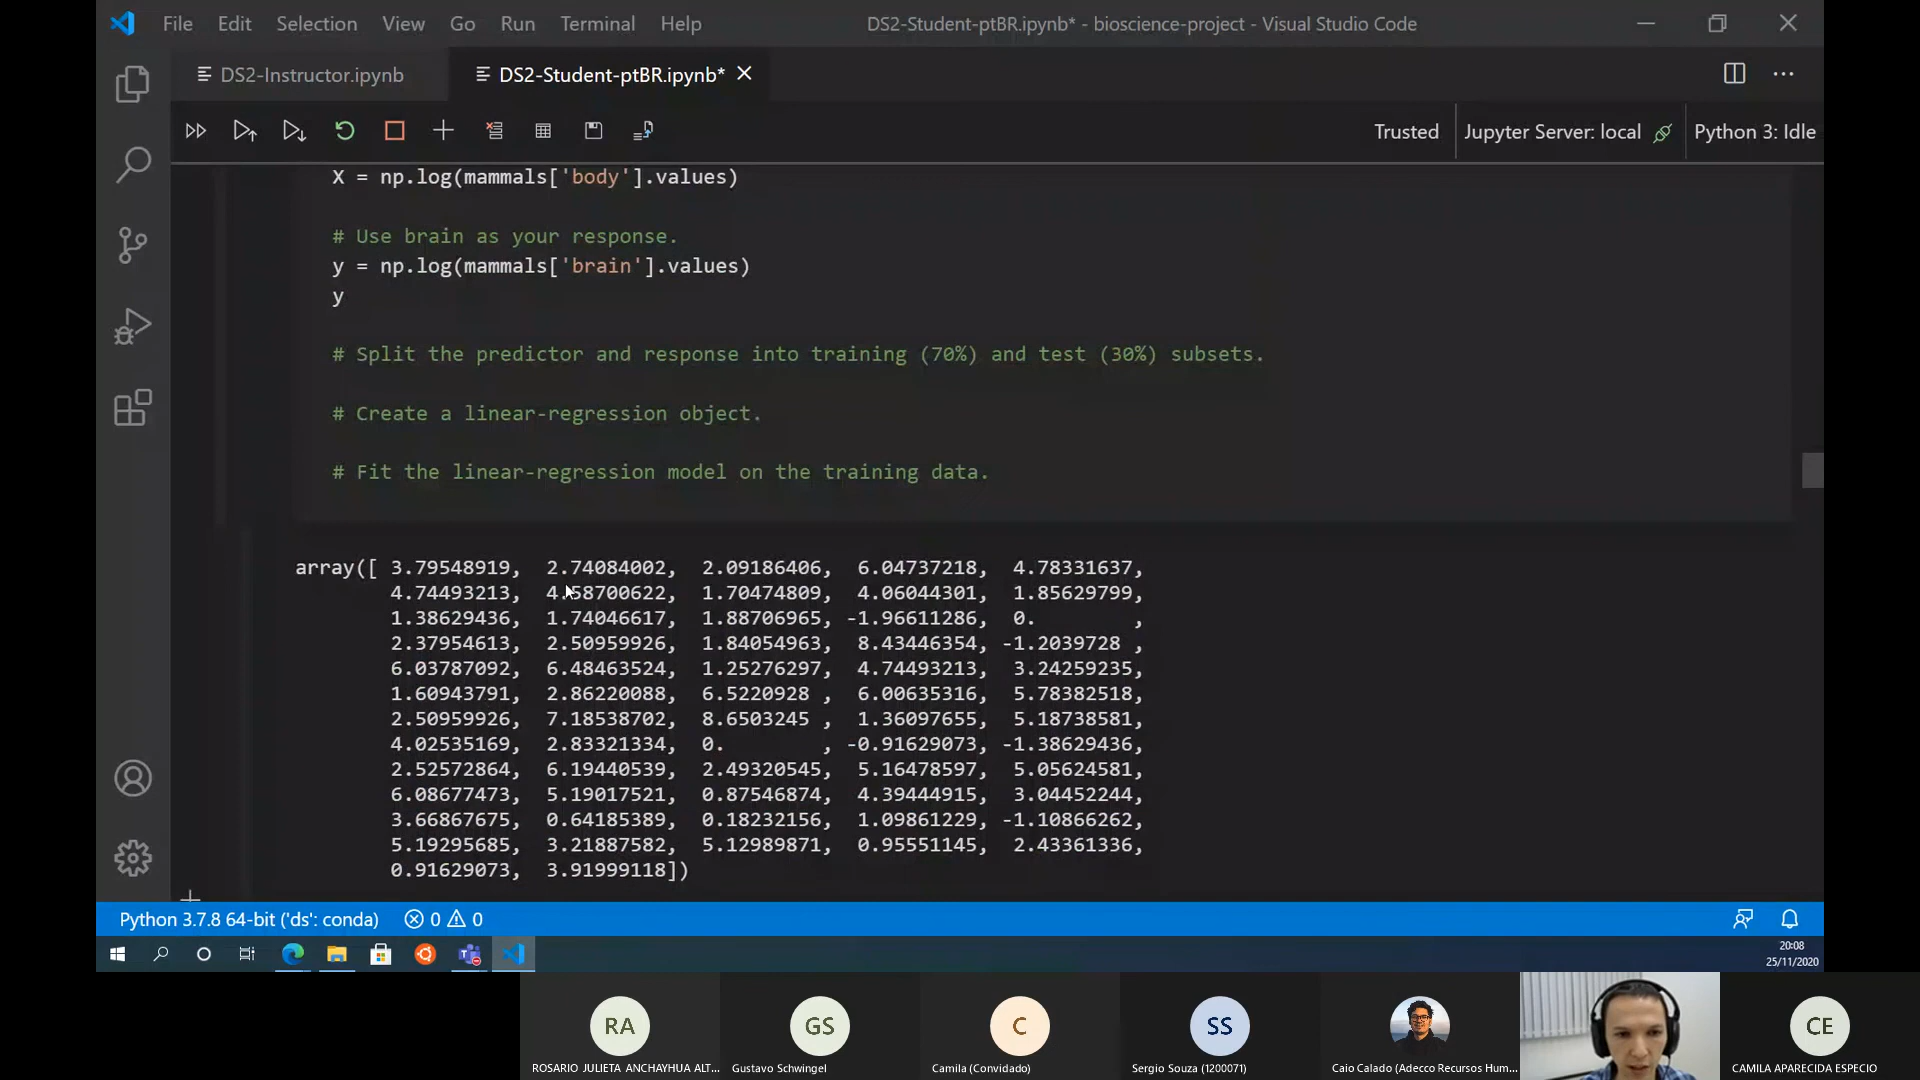 File Edit Selection View Go Run Terminal Help DS2-Student-ptBR.ipynb* - bioscience-project - Visual Studio Code
DS2-Instructor.ipynb DS2-Student-ptBR.ipynb*
Trusted Jupyter Server: local Python 3: Idle
X = np.log(mammals['body'].values)
# Use brain as your response.
y = np.log(mammals['brain'].values)
y
# Split the predictor and response into training (70%) and test (30%) subsets.
# Create a linear-regression object.
# Fit the linear-regression model on the training data.
array([ 3.79548919, 2.74084002, 2.09186406, 6.04737218, 4.78331637,
4.74493213, 4.58700622, 1.70474809, 4.06044301, 1.85629799,
1.38629436, 1.74046617, 1.88706965, -1.96611286, 0. ,
2.37954613, 2.50959926, 1.84054963, 8.43446354, -1.2039728 ,
6.03787092, 6.48463524, 1.25276297, 4.74493213, 3.24259235,
1.60943791, 2.86220088, 6.5220928 , 6.00635316, 5.78382518,
2.50959926, 7.18538702, 8.6503245 , 1.36097655, 5.18738581,
4.02535169, 2.83321334, 0. , -0.91629073, -1.38629436,
2.52572864, 6.19440539, 2.49320545, 5.16478597, 5.05624581,
6.08677473, 5.19017521, 0.87546874, 4.39444915, 3.04452244,
3.66867675, 0.64185389, 0.18232156, 1.09861229, -1.10866262,
5.19295685, 3.21887582, 5.12989871, 0.95551145, 2.43361336,
0.91629073, 3.91999118])
Python 3.7.8 64-bit ('ds': conda) 0 0
20:08
25/11/2020
RA GS C SS CE
ROSARIO JULIETA ANCHAYHUA ALT... Gustavo Schwingel Camila (Convidado) Sergio Souza (1200071) Caio Calado (Adecco Recursos Hum... CAMILA APARECIDA ESPECIO